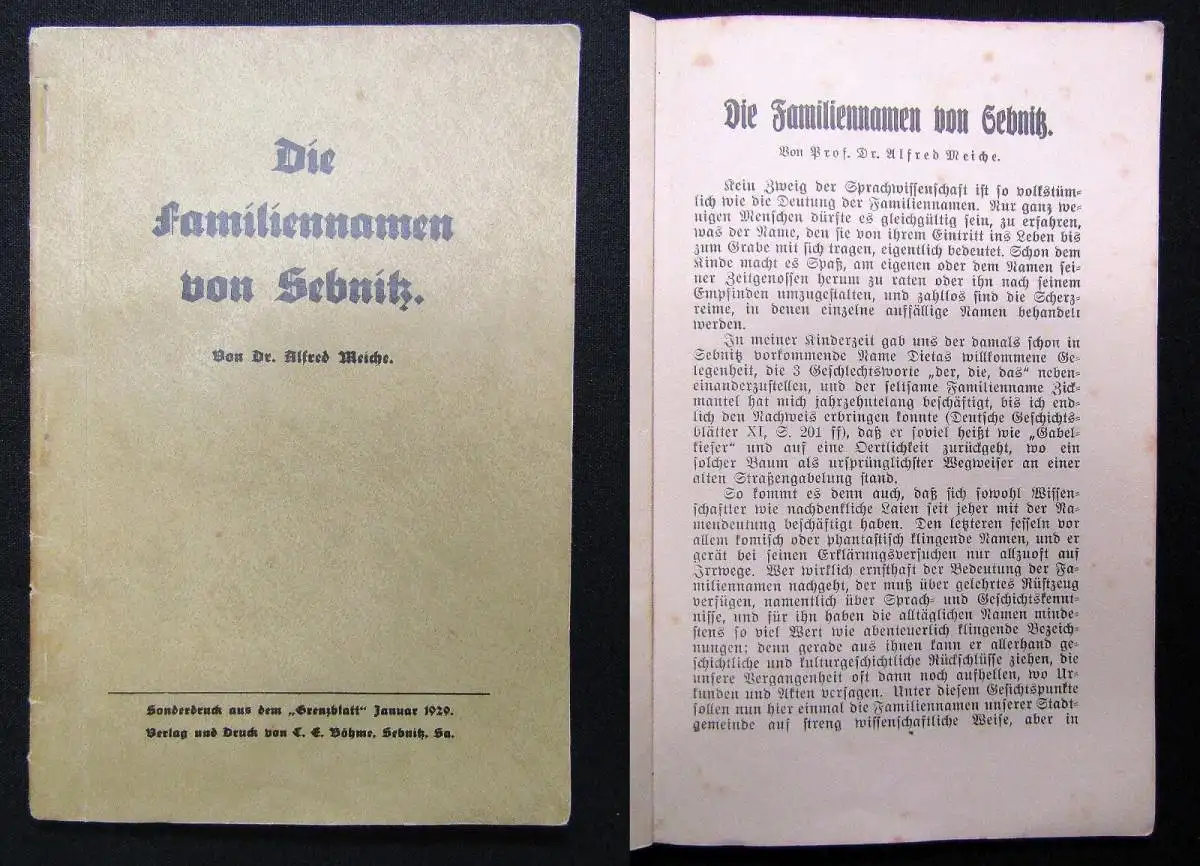 Die
Familiennamen
von Sebnitz.
Von Dr. Alfred Meiche.
Sonderdruck aus dem „Grenzblatt“ Januar 1929.
Verlag und Druck von C. E. Böhme, Sebnitz, Sa.
Die Familiennamen von Sebnitz.
Von Prof. Dr. Alfred Meiche.
Kein Zweig der Sprachwissenschaft ist so volkstüm-
lich wie die Deutung der Familiennamen. Nur ganz we-
nigen Menschen dürfte es gleichgültig sein, zu erfahren,
was der Name, den sie von ihrem Eintritt ins Leben bis
zum Grabe mit sich tragen, eigentlich bedeutet. Schon dem
Kinde macht es Spaß, am eigenen oder dem Namen sei-
ner Zeitgenossen herum zu raten oder ihn nach seinem
Empfinden umzugestalten, und zahllos sind die Scherz-
reime, in denen einzelne auffällige Namen behandelt
werden.
In meiner Kinderzeit gab uns der damals schon in
Sebnitz vorkommende Name Dietas willkommene Ge-
legenheit, die 3 Geschlechtsworte „der, die, das“ neben-
einanderzustellen, und der seltsame Familienname Zick-
mantel hat mich jahrzehntelang beschäftigt, bis ich end-
lich den Nachweis erbringen konnte (Deutsche Geschichts-
blätter XI, S. 201 ff), daß er soviel heißt wie „Gabel-
kiefer“ und auf eine Oertlichkeit zurückgeht, wo ein
solcher Baum als ursprünglichster Wegweiser an einer
alten Straßengabelung stand.
So kommt es denn auch, daß sich sowohl Wissen-
schaftler wie nachdenkliche Laien seit jeher mit der Na-
mendeutung beschäftigt haben. Den letzteren fesseln vor
allem komisch oder phantastisch klingende Namen, und er
gerät bei seinen Erklärungsversuchen nur allzuoft auf
Irrwege. Wer wirklich ernsthaft der Bedeutung der Fa-
miliennamen nachgeht, der muß über gelehrtes Rüstzeug
verfügen, namentlich über Sprach- und Geschichtskennt-
nisse, und für ihn haben die alltäglichen Namen minde-
stens so viel Wert wie abenteuerlich klingende Bezeich-
nungen; denn gerade aus ihnen kann er allerhand ge-
schichtliche und kulturgeschichtliche Rückschlüsse ziehen, die
unsere Vergangenheit oft dann noch aufhellen, wo Ur-
kunden und Akten versagen. Unter diesem Gesichtspunkte
sollen nun hier einmal die Familiennamen unserer Stadt-
gemeinde auf streng wissenschaftliche Weise, aber in